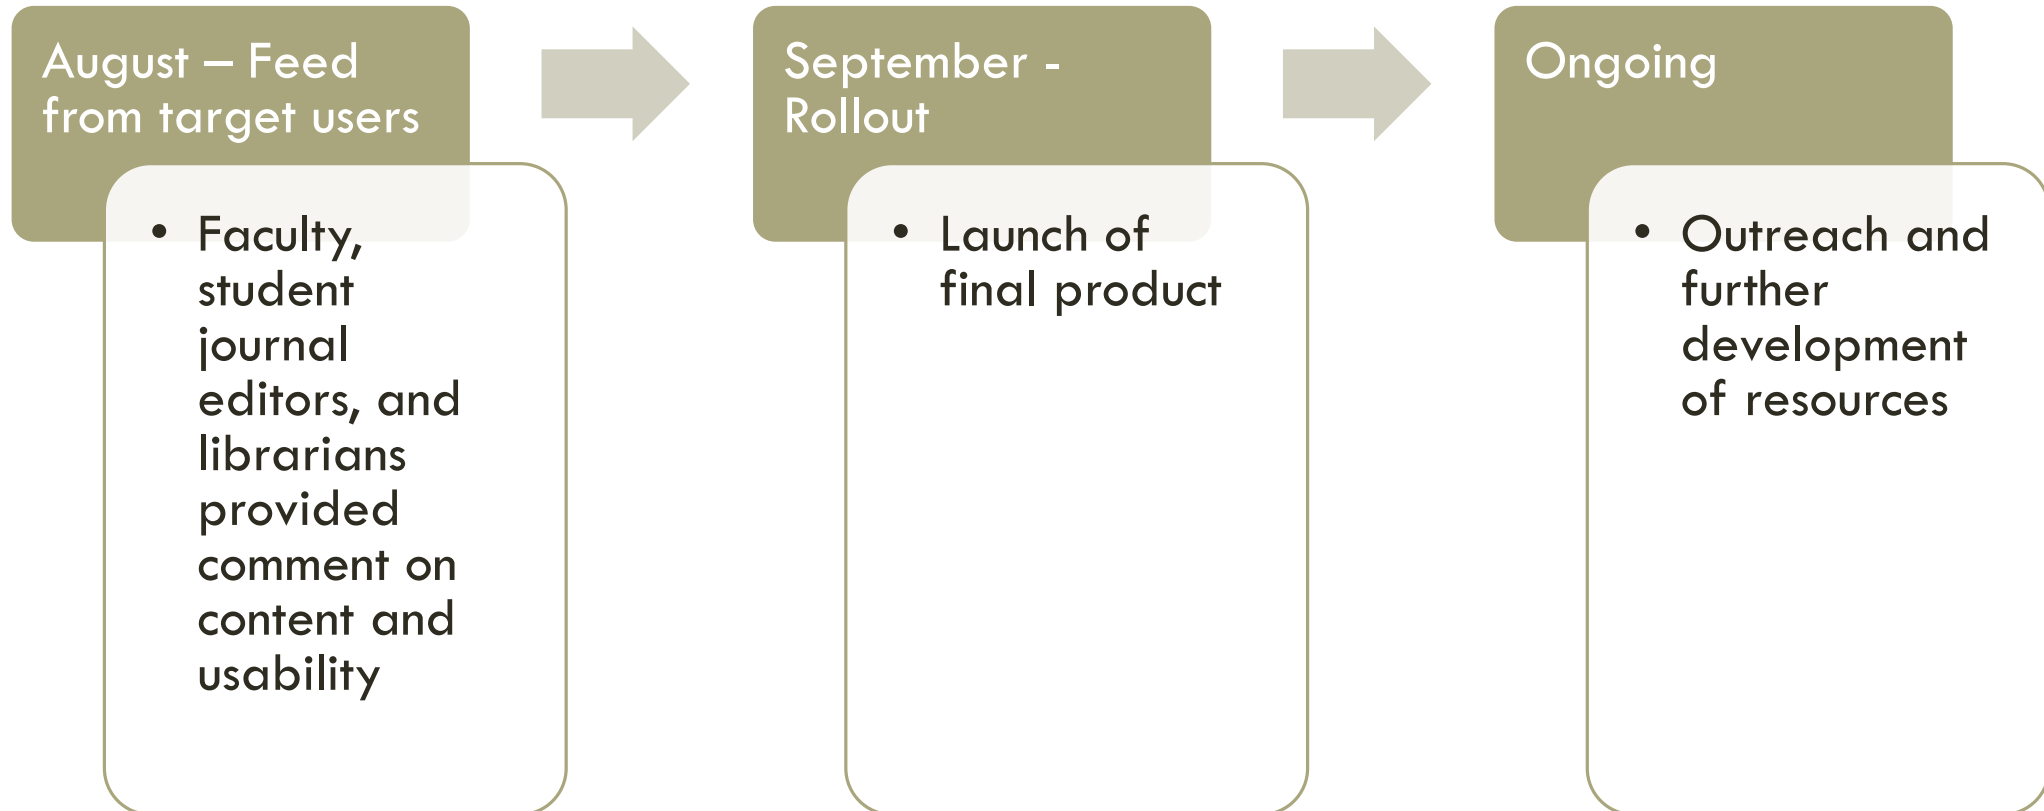 August – Feed
from target users
• Faculty,
student
journal
editors, and
librarians
provided
comment on
content and
usability
September -
Rollout
• Launch of
final product
Ongoing
• Outreach and
further
development
of resources